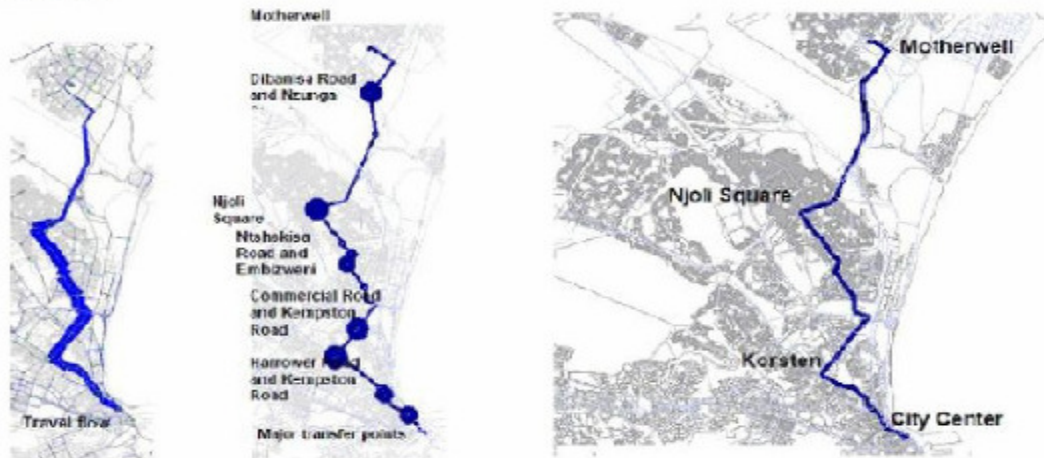 Travel flow
Motherwell
Dibanisa Road
and Nzunga
Njoli
Square
Ntshekisa
Road and
Embizweni
Commercial Road
and Kempston
Road
Harrower Road
and Kempston
Road
Major transfer points
Motherwell
Njoli Square
Korsten
City Center